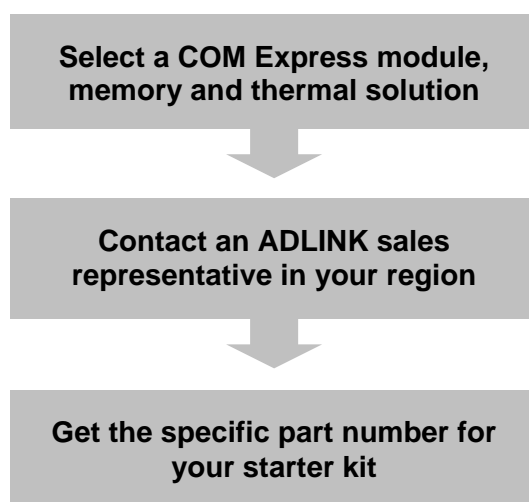 Select a COM Express module,
memory and thermal solution
Contact an ADLINK sales
representative in your region
Get the specific part number for
your starter kit